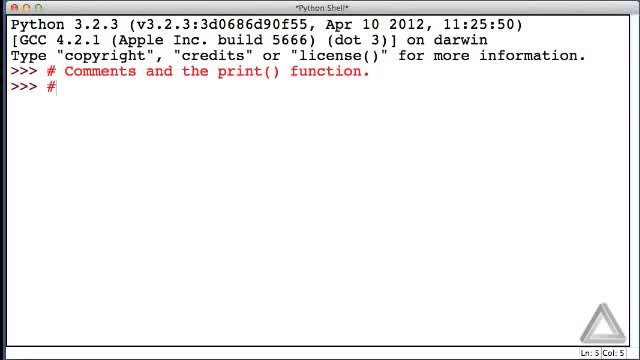 *Python Shell*
Python 3.2.3 (v3.2.3:3d0686d90f55, Apr 10 2012, 11:25:50)
[GCC 4.2.1 (Apple Inc. build 5666) (dot 3)] on darwin
Type "copyright", "credits" or "license()" for more information.
>>> # Comments and the print() function.
>>> #
Ln: 5 Col: 5